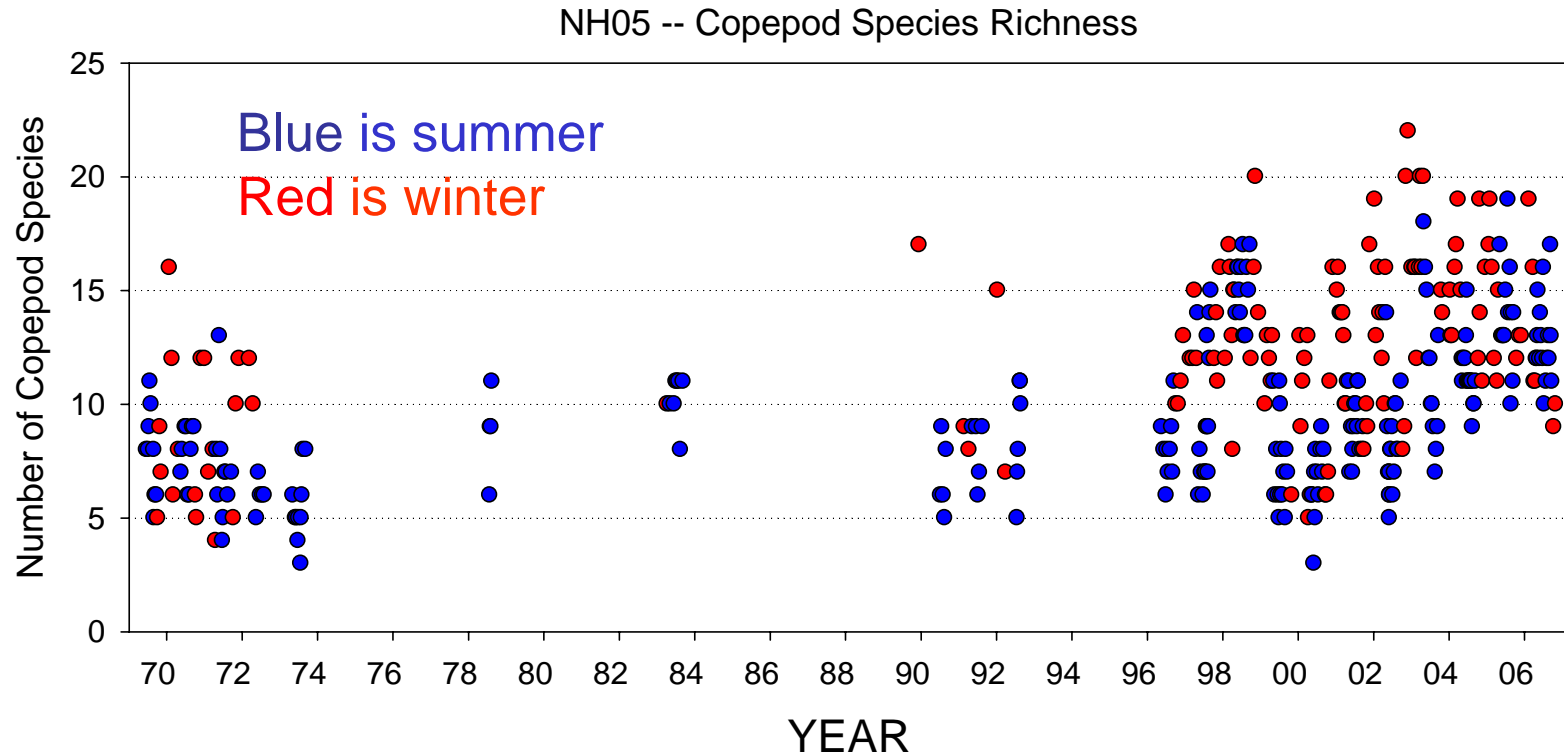 NH05 -- Copepod Species Richness
Number of Copepod Species
25
20
15
10
5
0
Blue is summer
Red is winter
70 72 74 76 78 80 82 84 86 88 90 92 94 96 98 00 02 04 06
YEAR